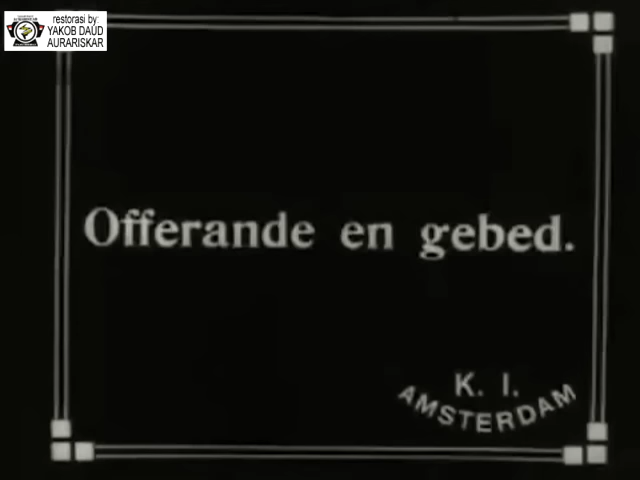 restorasi by:
YAKOB DAUD
AURARISKAR
Offerande en gebed.
K. I.
AMSTERDAM